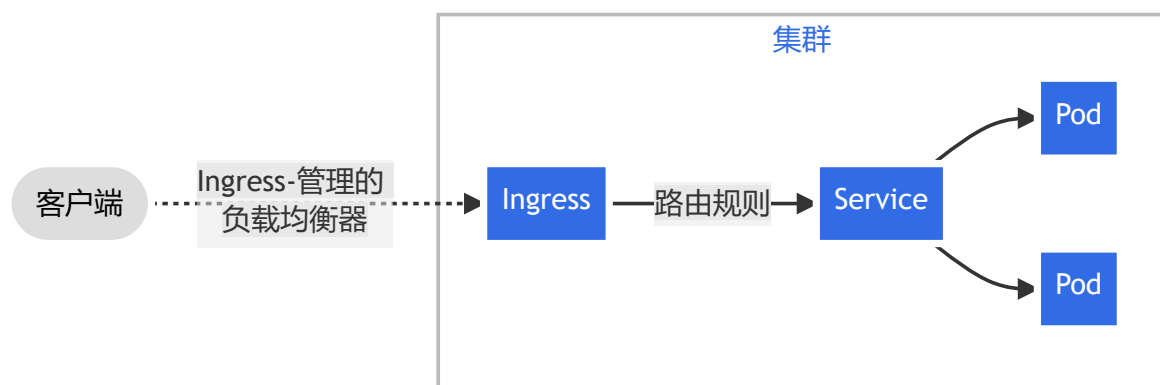 集群
Pod
客户端
Ingress-管理的
负载均衡器
Ingress
路由规则
Service
Pod